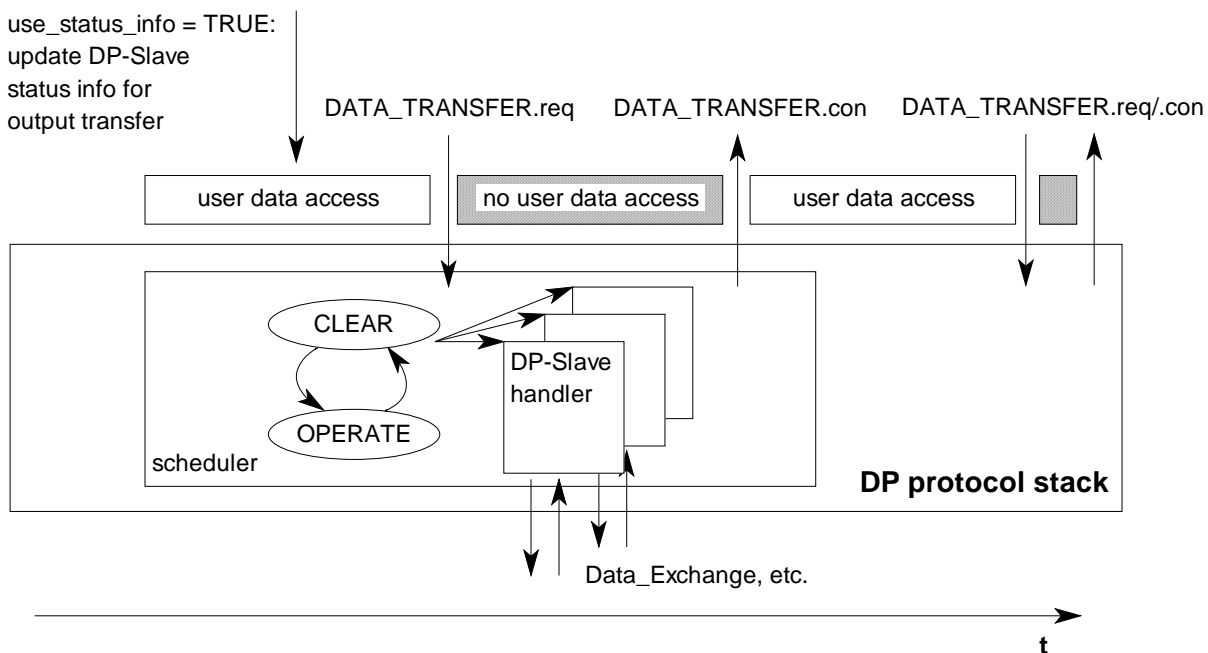 use_status_info = TRUE:
update DP-Slave
status info for
output transfer
DATA_TRANSFER.req
DATA_TRANSFER.con
DATA_TRANSFER.req/.con
user data access
no user data access
user data access
CLEAR
DP-Slave
handler
OPERATE
scheduler
DP protocol stack
Data_Exchange, etc.
t